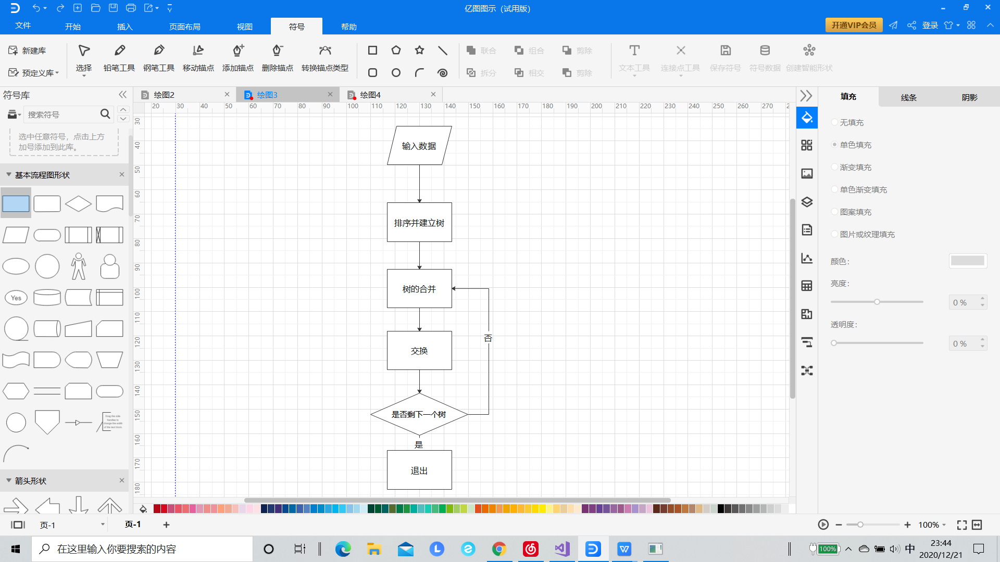 亿图图示（试用版）
文件
开始
插入
页面布局
视图
符号
帮助
开通VIP会员
登录
新建库
预定义库
选择
铅笔工具
钢笔工具
移动锚点
添加锚点
删除锚点
转换锚点类型
联合
组合
剪除
拆分
相交
剪除
文本工具
连接点工具
保存符号
符号数据
创建智能形状
符号库
绘图2
绘图3
绘图4
搜索符号
选中任意符号，点击上方
加号添加到此库。
基本流程图形状
Yes
Drag the side
handles to
change the width
of the text block.
箭头形状
20 30 40 50 60 70 80 90 100 110 120 130 140 150 160 170 180 190 200 210 220 230 240 250 260 270
30
40
50
60
70
80
90
100
110
120
130
140
150
160
170
180
输入数据
排序并建立树
树的合并
否
交换
是否剩下一个树
是
退出
填充
线条
阴影
无填充
单色填充
渐变填充
单色渐变填充
图案填充
图片或纹理填充
颜色:
亮度:
0 %
透明度:
0 %
页-1
页-1
100%
在这里输入你要搜索的内容
100%
中
23:44
2020/12/21